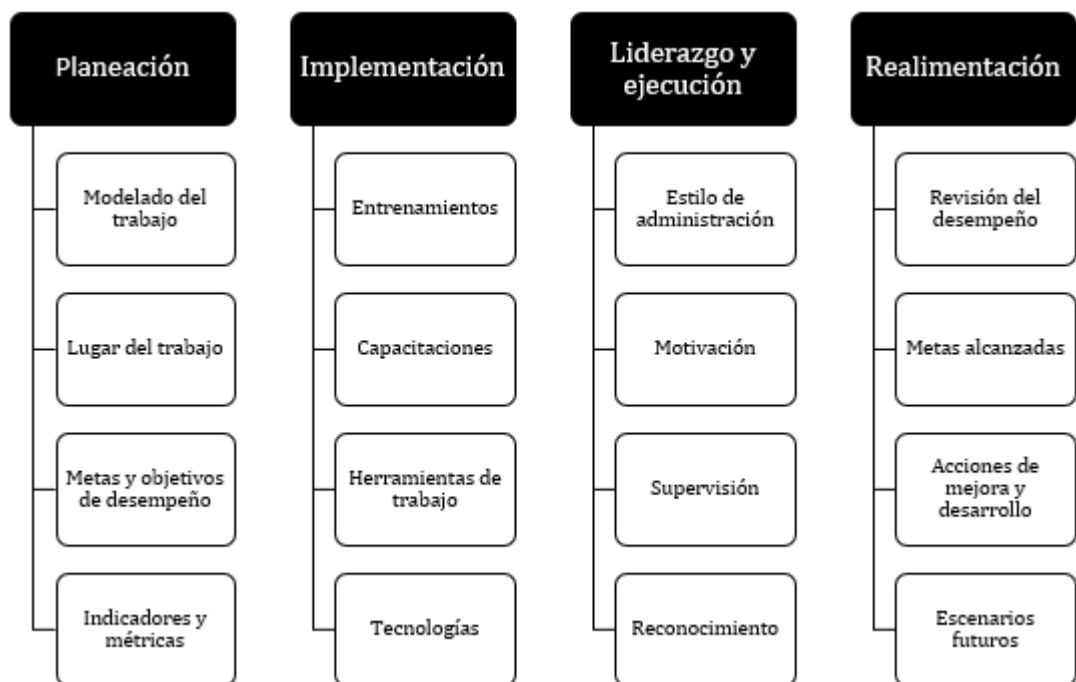 Planeación
Modelado del
trabajo
Lugar del trabajo
Metas y objetivos
de desempeño
Indicadores y
métricas
Implementación
Entrenamientos
Capacitaciones
Herramientas de
trabajo
Tecnologías
Liderazgo y
ejecución
Estilo de
administración
Motivación
Supervisión
Reconocimiento
Realimentación
Revisión del
desempeño
Metas alcanzadas
Acciones de
mejora y
desarrollo
Escenarios
futuros